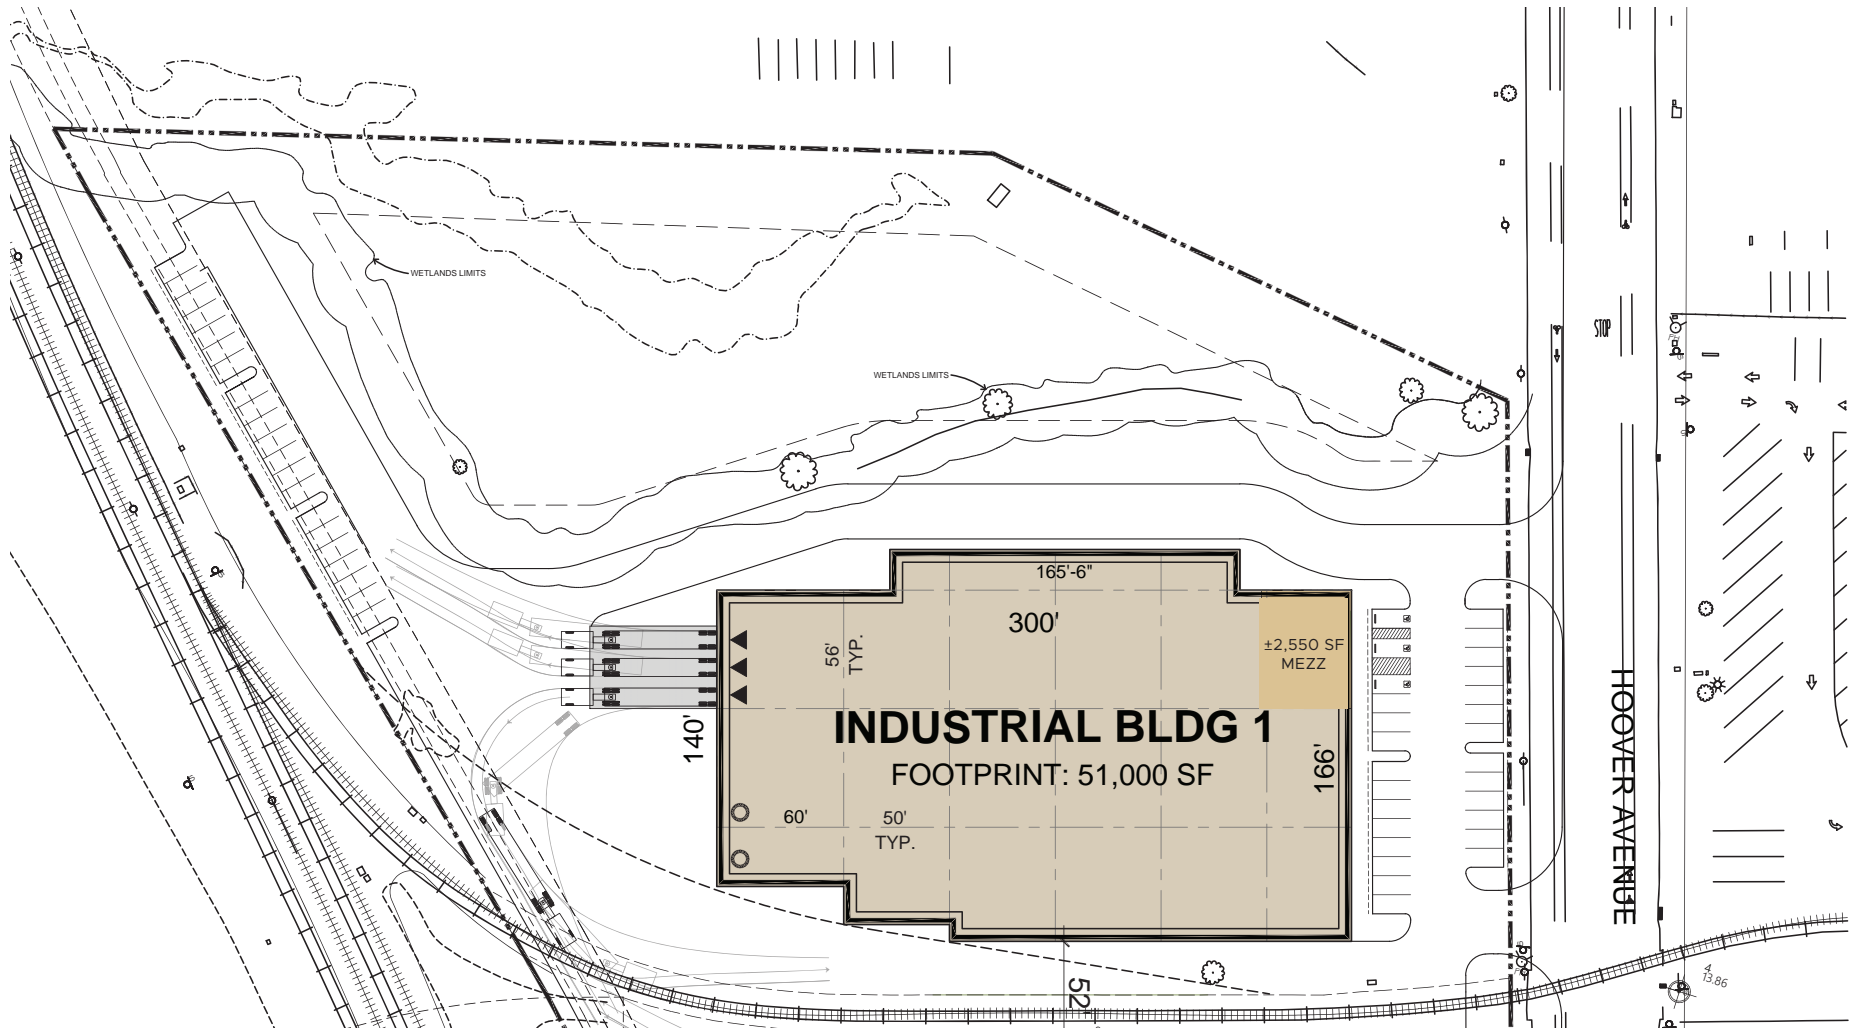 WETLANDS LIMITS
STOP
WETLANDS LIMITS
165'-6"
300'
56'
TYP.
±2,550 SF
MEZZ
140'
INDUSTRIAL BLDG 1
FOOTPRINT: 51,000 SF
166'
HOOVER AVENUE
60'
50'
TYP.
52'
4
13.86